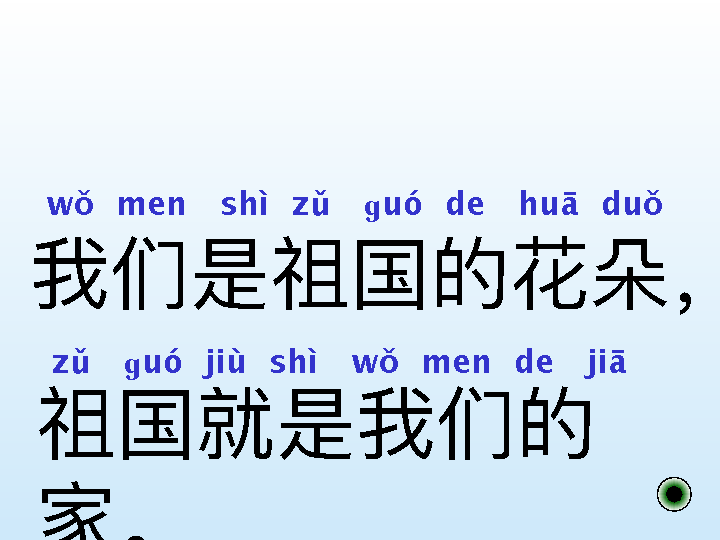 wǒ men shì zǔ guó de huā duǒ
我们是祖国的花朵，
zǔ guó jiù shì wǒ men de jiā
祖国就是我们的
家。